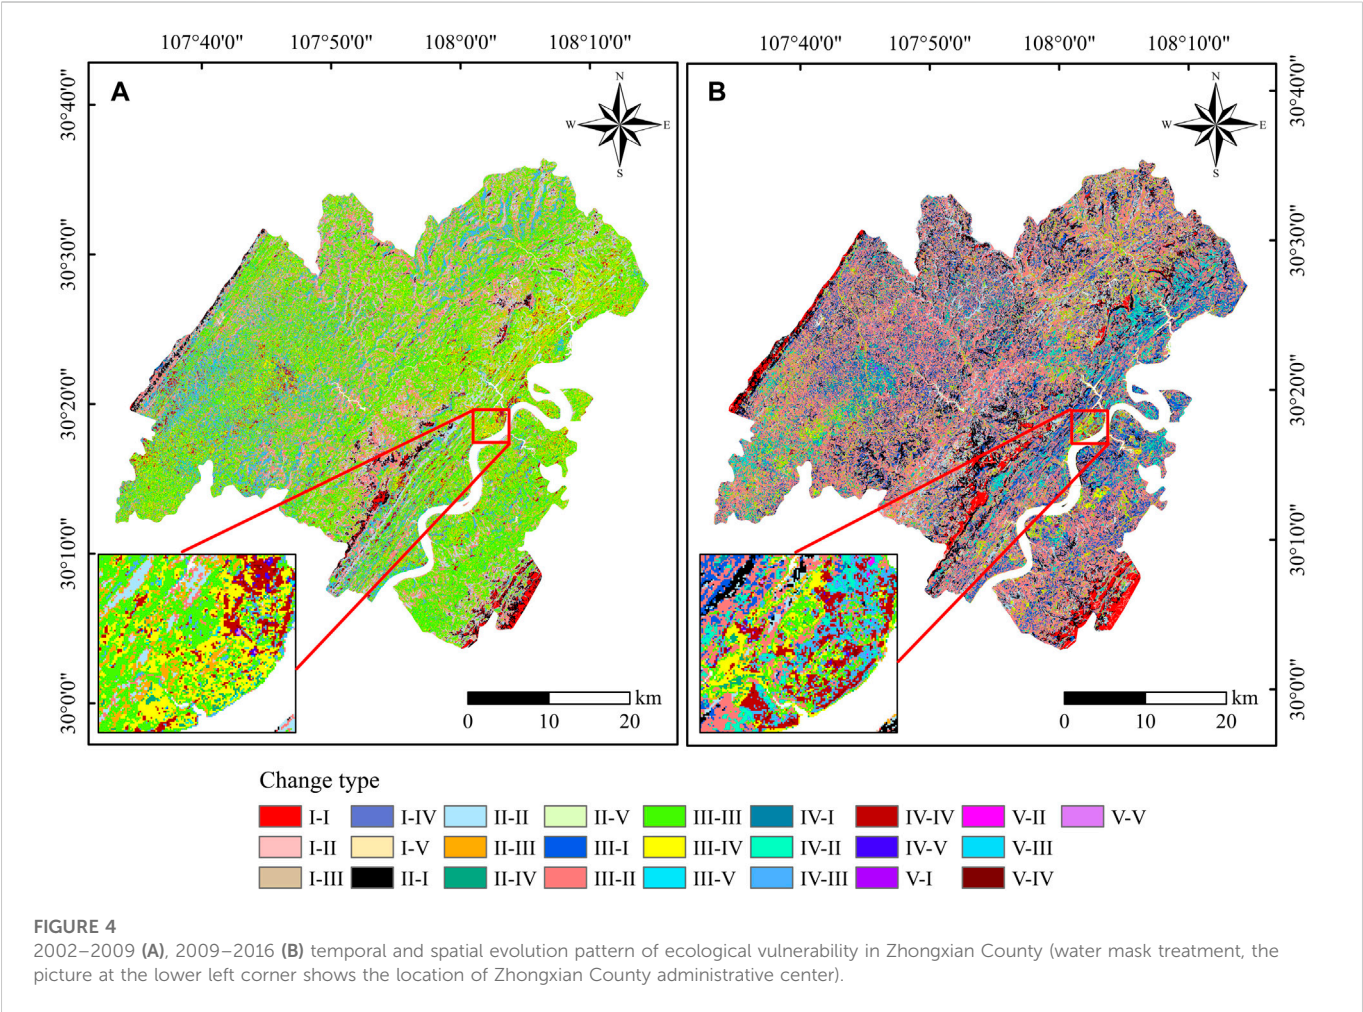 107°40'0" 107°50'0" 108°0'0" 108°10'0" 107°40'0" 107°50'0" 108°0'0" 108°10'0"
A
B
N
W E
S
N
W E
S
30°40'0"
30°30'0"
30°20'0"
30°10'0"
30°0'0"
30°40'0"
30°30'0"
30°20'0"
30°10'0"
30°0'0"
km
0 10 20
km
0 10 20
Change type
I-I I-IV II-II II-V III-III IV-I IV-IV V-II V-V
I-II I-V II-III III-I III-IV IV-II IV-V V-III
I-III II-I II-IV III-II III-V IV-III V-I V-IV
FIGURE 4
2002–2009 (A), 2009–2016 (B) temporal and spatial evolution pattern of ecological vulnerability in Zhongxian County (water mask treatment, the
picture at the lower left corner shows the location of Zhongxian County administrative center).